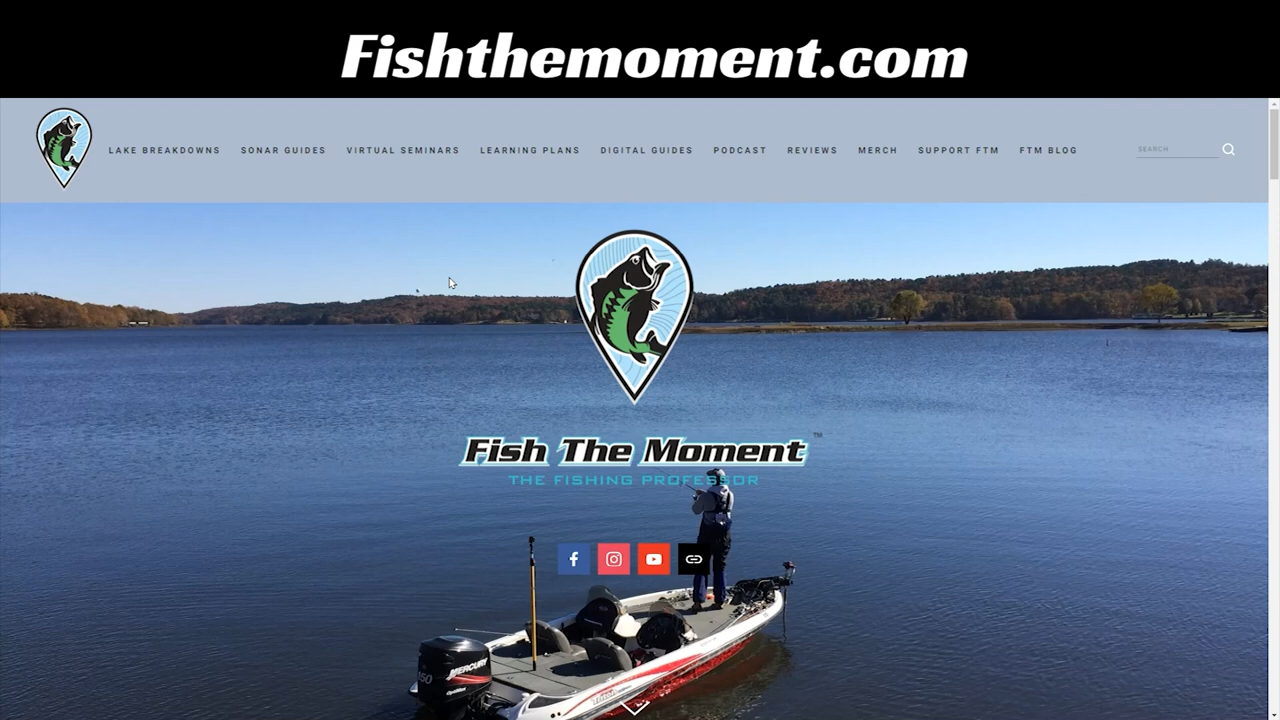 Fishthemoment.com
LAKE BREAKDOWNS SONAR GUIDES VIRTUAL SEMINARS LEARNING PLANS DIGITAL GUIDES PODCAST REVIEWS MERCH SUPPORT FTM FTM BLOG SEARCH
Fish The Moment ™
THE FISHING PROFESSOR
MERCURY